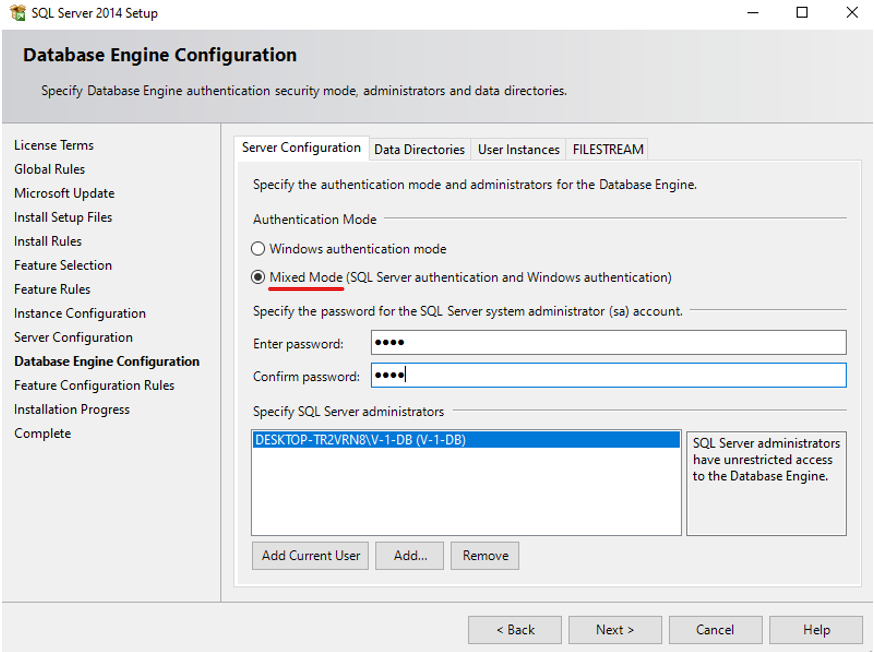 SQL Server 2014 Setup
Database Engine Configuration
Specify Database Engine authentication security mode, administrators and data directories.
License Terms
Global Rules
Microsoft Update
Install Setup Files
Install Rules
Feature Selection
Feature Rules
Instance Configuration
Server Configuration
Database Engine Configuration
Feature Configuration Rules
Installation Progress
Complete
Server Configuration Data Directories User Instances FILESTREAM
Specify the authentication mode and administrators for the Database Engine.
Authentication Mode
Windows authentication mode
Mixed Mode (SQL Server authentication and Windows authentication)
Specify the password for the SQL Server system administrator (sa) account.
Enter password: ●●●●
Confirm password: ●●●●
Specify SQL Server administrators
DESKTOP-TR2VRN8\V-1-DB (V-1-DB)
SQL Server administrators
have unrestricted access
to the Database Engine.
Add Current User Add... Remove
< Back Next > Cancel Help